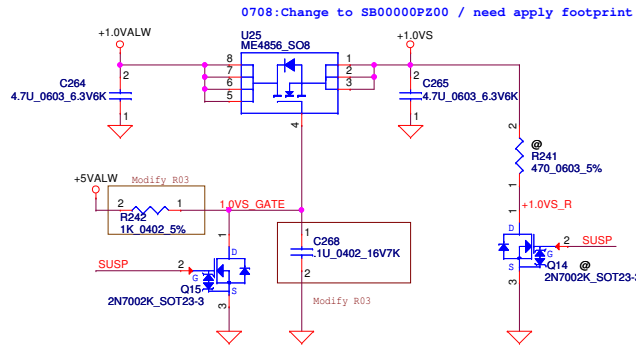 0708:Change to SB00000PZ00 / need apply footprint
+1.0VALW
U25
ME4856_SO8
+1.0VS
8
7
6
5
1
2
3
4
2
C264
4.7U_0603_6.3V6K
1
2
C265
4.7U_0603_6.3V6K
1
2
@
R241
470_0603_5%
1
+5VALW
Modify R03
2
1
R242
1K_0402_5%
1.0VS_GATE
1
C268
.1U_0402_16V7K
2
Modify R03
+1.0VS_R
1
D
2
SUSP
G
S
Q14
@
2N7002K_SOT23-3
3
SUSP
2
1
D
G
S
Q15
2N7002K_SOT23-3
3